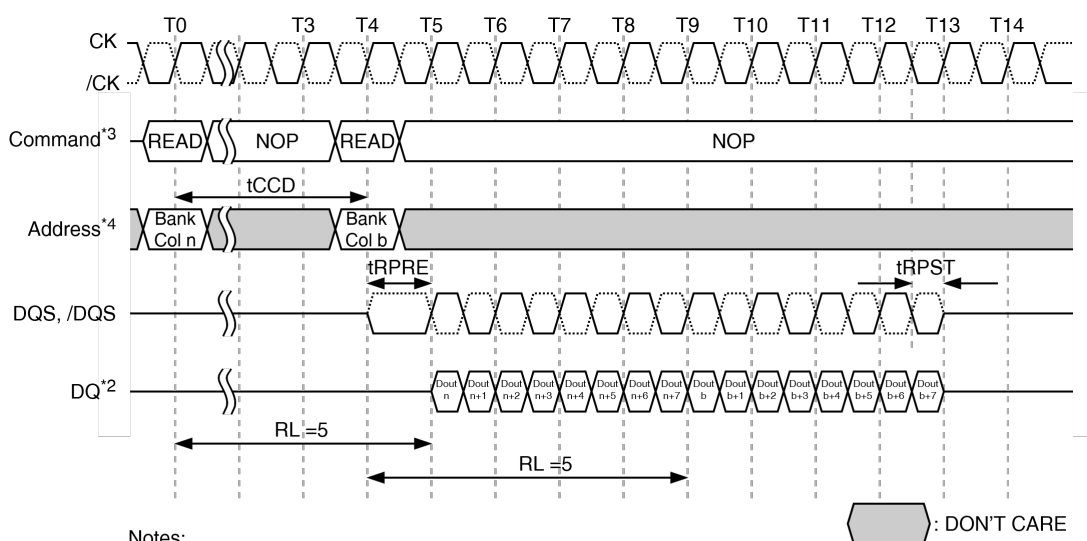 T0 T3 T4 T5 T6 T7 T8 T9 T10 T11 T12 T13 T14
CK
/CK
Command*3 READ NOP READ NOP
tCCD
Address*4 Bank Col n Bank Col b
tRPRE tRPST
DQS, /DQS
DQ*2 Dout n Dout n+1 Dout n+2 Dout n+3 Dout n+4 Dout n+5 Dout n+6 Dout n+7 Dout b Dout b+1 Dout b+2 Dout b+3 Dout b+4 Dout b+5 Dout b+6 Dout b+7
RL =5
RL =5
: DON'T CARE
Notes: